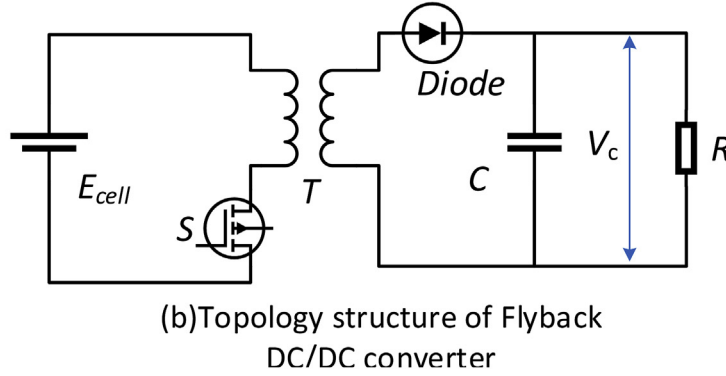 Diode
E_cell
S
T
C
V_c
R
(b)Topology structure of Flyback
DC/DC converter